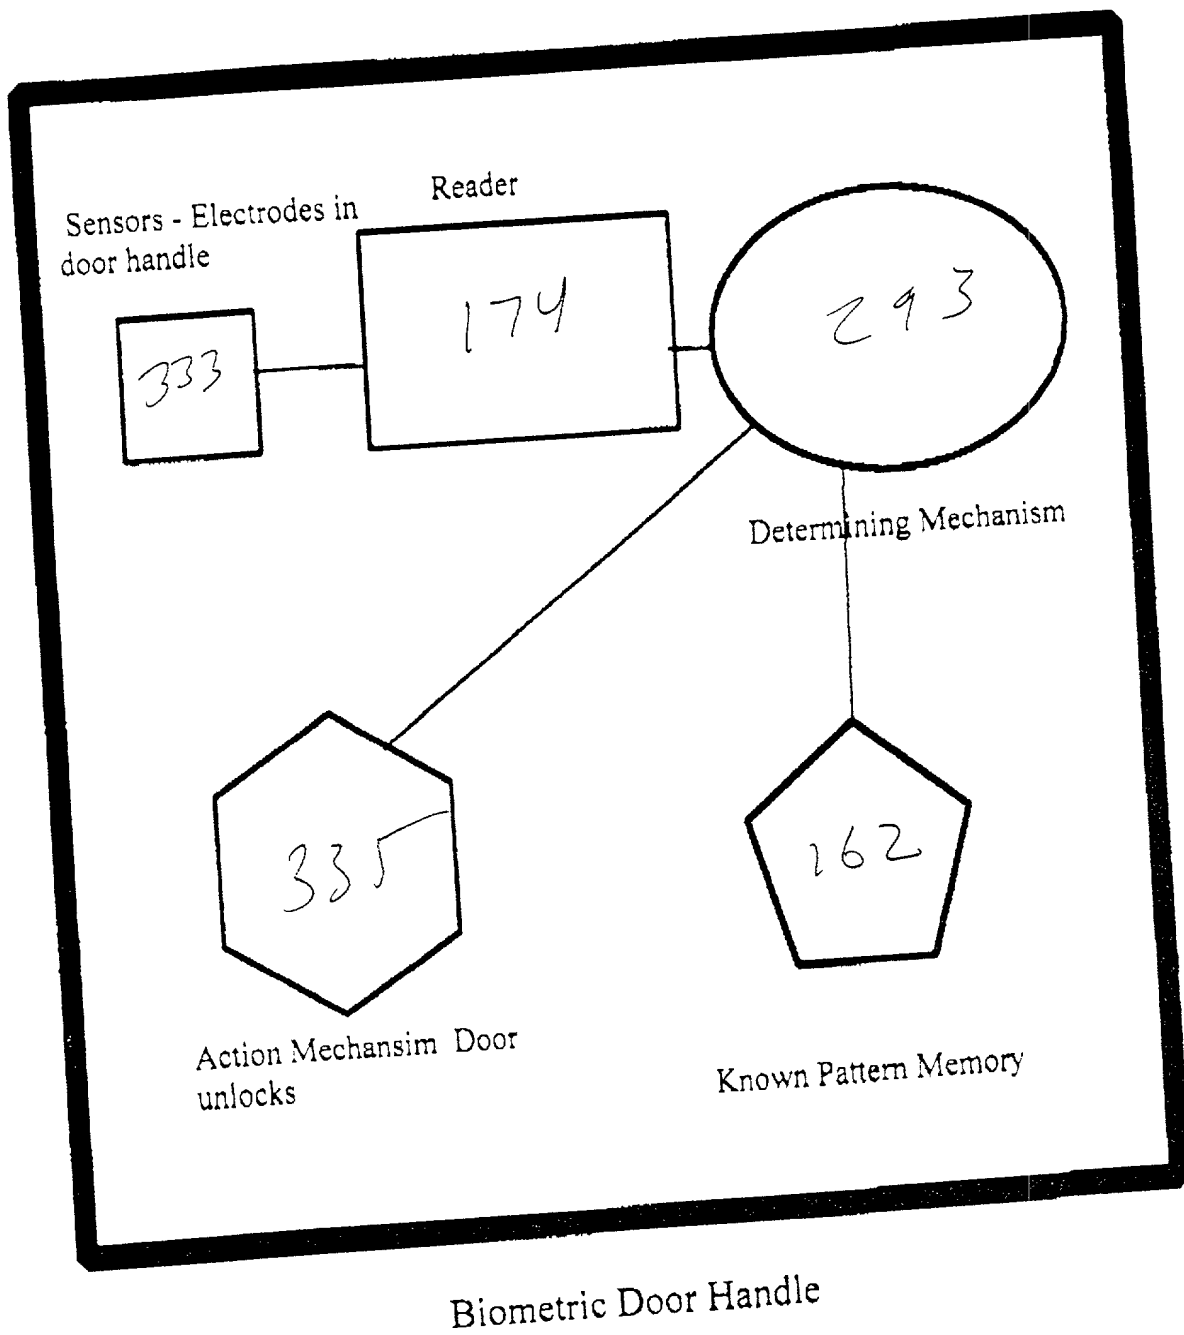 Reader
Sensors - Electrodes in
door handle
333
174
293
Determining Mechanism
335
162
Action Mechansim Door
unlocks
Known Pattern Memory
Biometric Door Handle